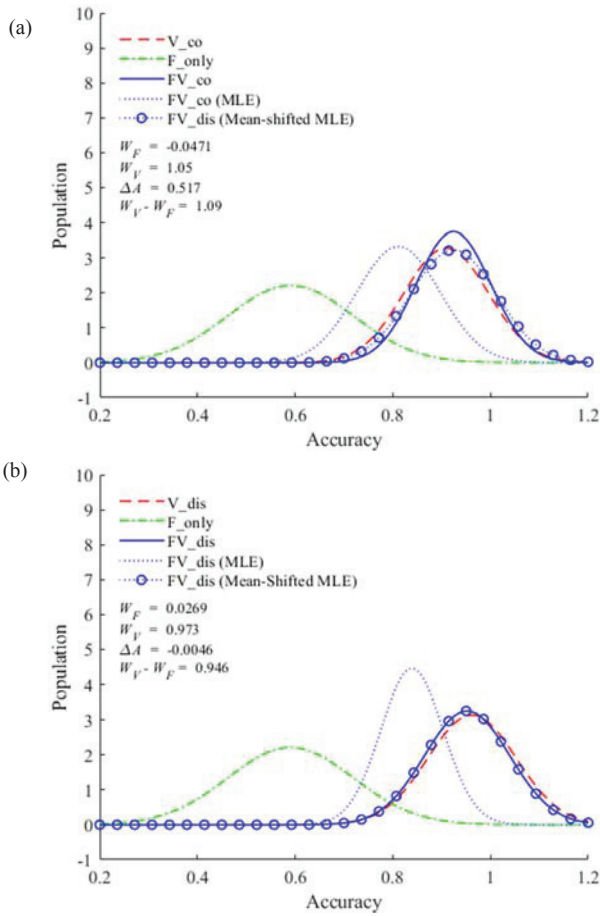 (a)
10
9
8
7
6
5
4
3
2
1
0
-1
Population
V_co
F_only
FV_co
FV_co (MLE)
FV_dis (Mean-shifted MLE)
W_F = -0.0471
W_V = 1.05
ΔA = 0.517
W_V - W_F = 1.09
0.2 0.4 0.6 0.8 1 1.2
Accuracy
(b)
10
9
8
7
6
5
4
3
2
1
0
-1
Population
V_dis
F_only
FV_dis
FV_dis (MLE)
FV_dis (Mean-Shifted MLE)
W_F = 0.0269
W_V = 0.973
ΔA = -0.0046
W_V - W_F = 0.946
0.2 0.4 0.6 0.8 1 1.2
Accuracy